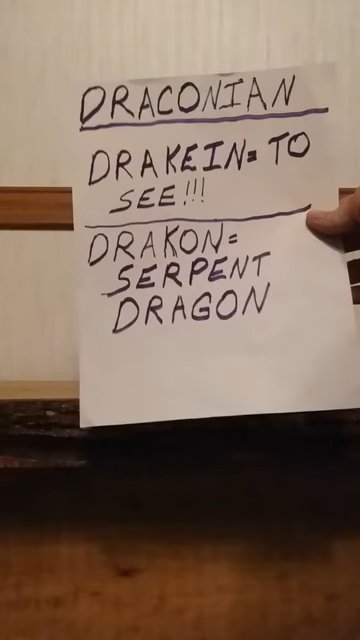 DRACONIAN
DRAKEIN= TO
SEE!!!
DRAKON=
SERPENT
DRAGON